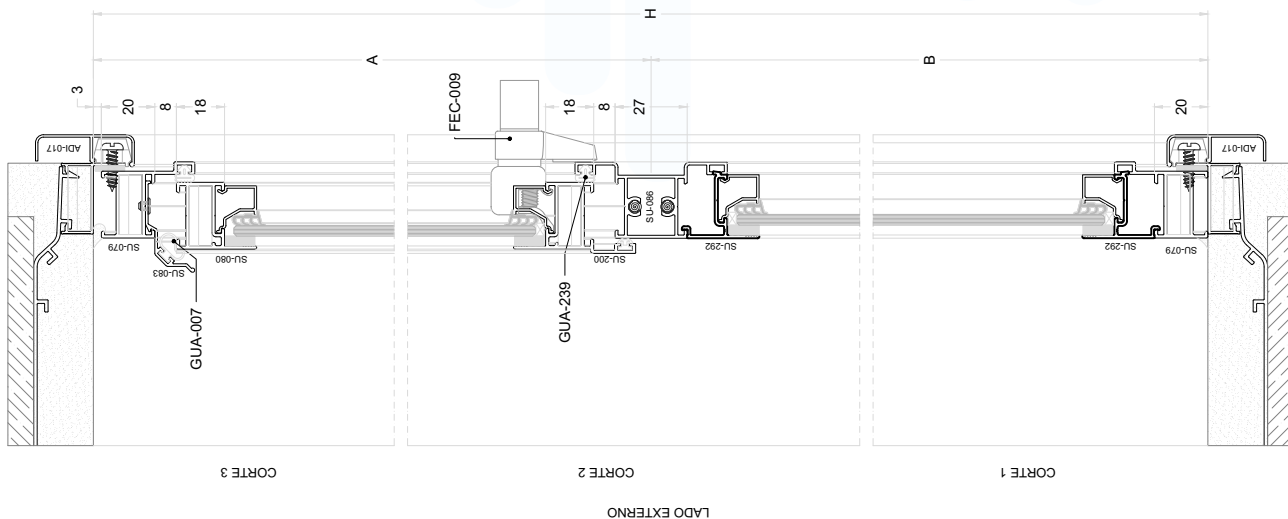 H
A
B
3
20
8
18
FEC-009
18
8
27
20
ADI-017
ADI-017
SU-079
SU-083
SU-080
GUA-007
GUA-239
SU-200
SU-086
SU-292
SU-292
SU-079
CORTE 3
CORTE 2
CORTE 1
LADO EXTERNO